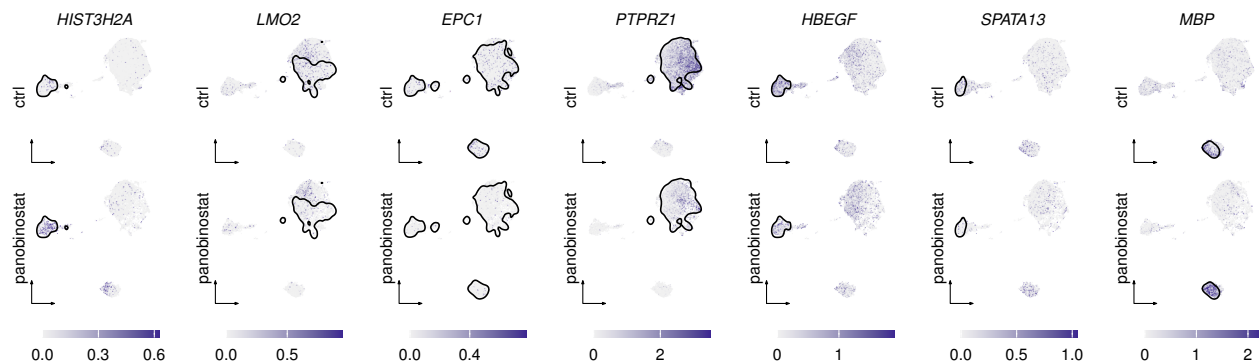 HIST3H2A LMO2 EPC1 PTPRZ1 HBEGF SPATA13 MBP
ctrl ctrl ctrl ctrl ctrl ctrl ctrl
panobinostat panobinostat panobinostat panobinostat panobinostat panobinostat panobinostat
0.0 0.3 0.6 0.0 0.5 0.0 0.4 0 2 0 1 0.0 0.5 1.0 0 1 2